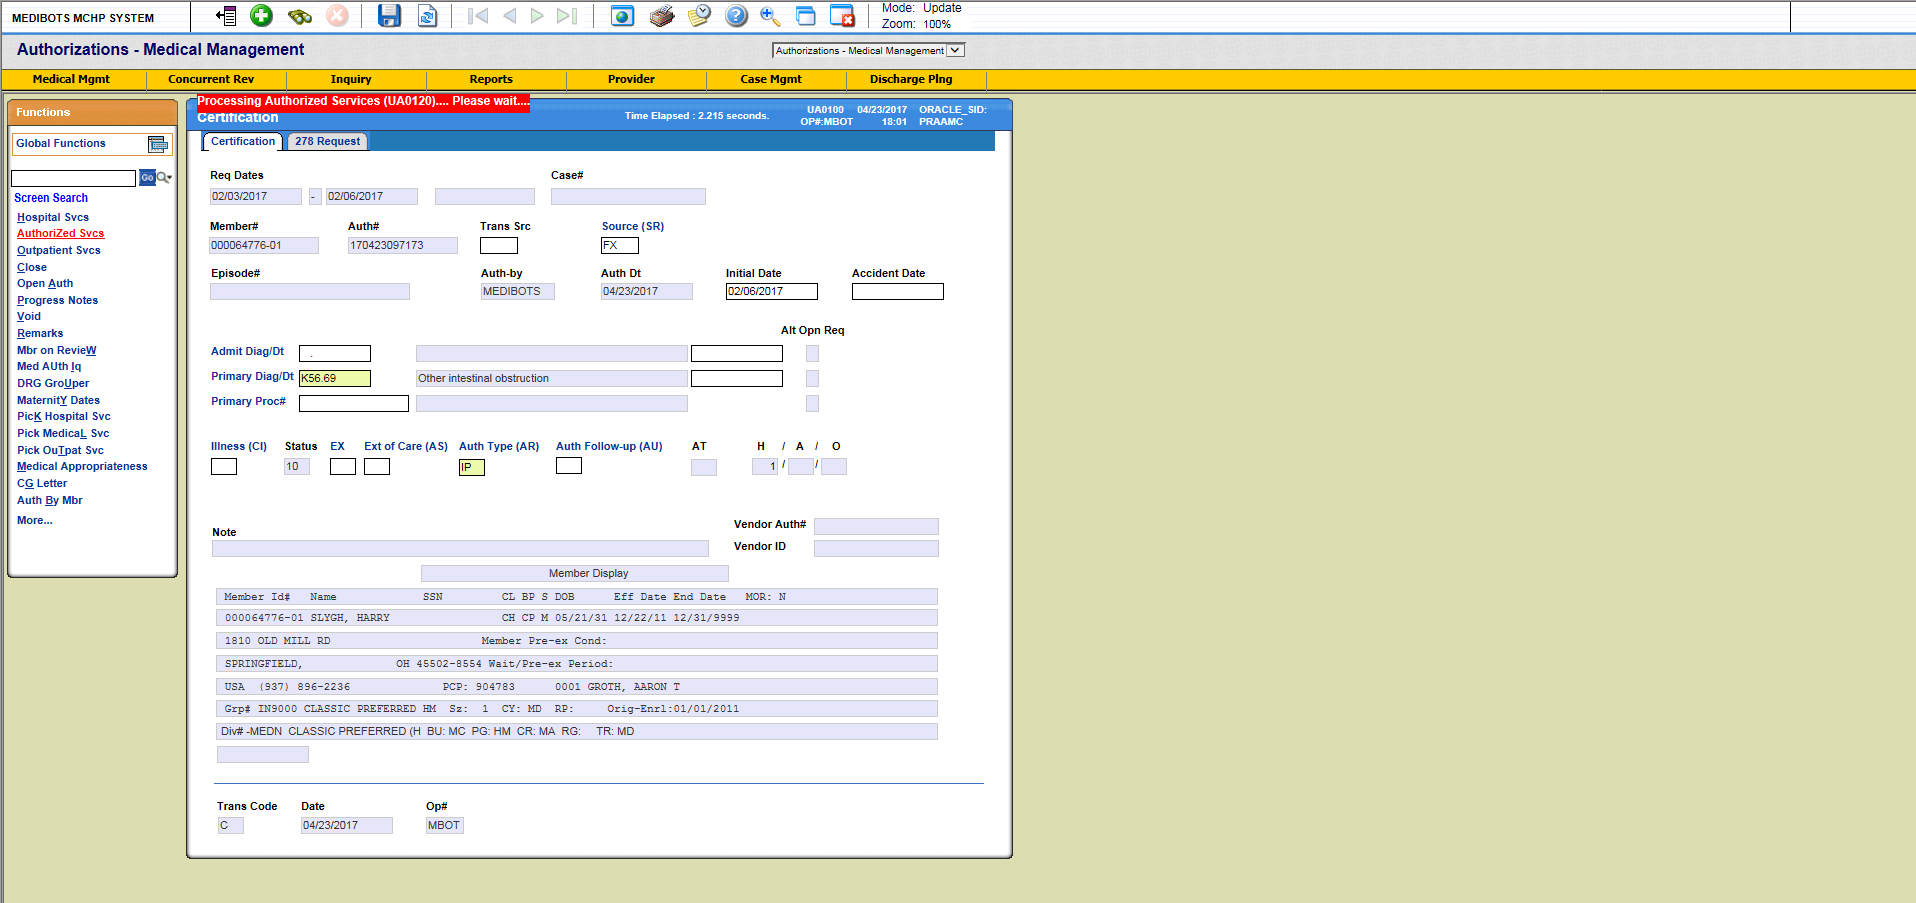 MEDIBOTS MCHP SYSTEM
Mode: Update
Zoom: 100%
Authorizations - Medical Management
Authorizations - Medical Management
Medical Mgmt Concurrent Rev Inquiry Reports Provider Case Mgmt Discharge Plng
Functions
Global Functions
Go
Screen Search
Hospital Svcs
AuthoriZed Svcs
Outpatient Svcs
Close
Open Auth
Progress Notes
Void
Remarks
Mbr on RevieW
Med AUth Iq
DRG GroUper
MaternitY Dates
PicK Hospital Svc
Pick MedicaL Svc
Pick OuTpat Svc
Medical Appropriateness
CG Letter
Auth By Mbr
More...
Processing Authorized Services (UA0120).... Please wait....
Certification
Time Elapsed : 2.215 seconds.
UA0100 04/23/2017 ORACLE_SID:
OP#:MBOT 18:01 PRAAMC
Certification 278 Request
Req Dates Case#
02/03/2017 - 02/06/2017
Member# Auth# Trans Src Source (SR)
000064776-01 170423097173 FX
Episode# Auth-by Auth Dt Initial Date Accident Date
MEDIBOTS 04/23/2017 02/06/2017
Alt Opn Req
Admit Diag/Dt .
Primary Diag/Dt K56.69 Other intestinal obstruction
Primary Proc#
Illness (CI) Status EX Ext of Care (AS) Auth Type (AR) Auth Follow-up (AU) AT H / A / O
10 IP 1 / /
Vendor Auth#
Note
Vendor ID
Member Display
Member Id# Name SSN CL BP S DOB Eff Date End Date MOR: N
000064776-01 SLYGH, HARRY CH CP M 05/21/31 12/22/11 12/31/9999
1810 OLD MILL RD Member Pre-ex Cond:
SPRINGFIELD, OH 45502-8554 Wait/Pre-ex Period:
USA (937) 896-2236 PCP: 904783 0001 GROTH, AARON T
Grp# IN9000 CLASSIC PREFERRED HM Sz: 1 CY: MD RP: Orig-Enrl:01/01/2011
Div# -MEDN CLASSIC PREFERRED (H BU: MC PG: HM CR: MA RG: TR: MD
Trans Code Date Op#
C 04/23/2017 MBOT